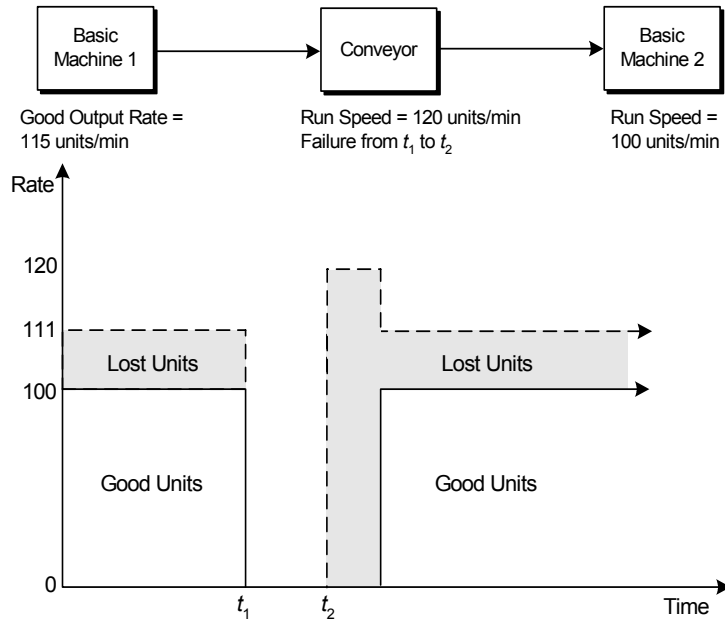 Basic
Machine 1
Conveyor
Basic
Machine 2
Good Output Rate =
115 units/min
Run Speed = 120 units/min
Failure from t1 to t2
Run Speed =
100 units/min
Rate
120
111
100
0
Lost Units
Good Units
Lost Units
Good Units
t1
t2
Time